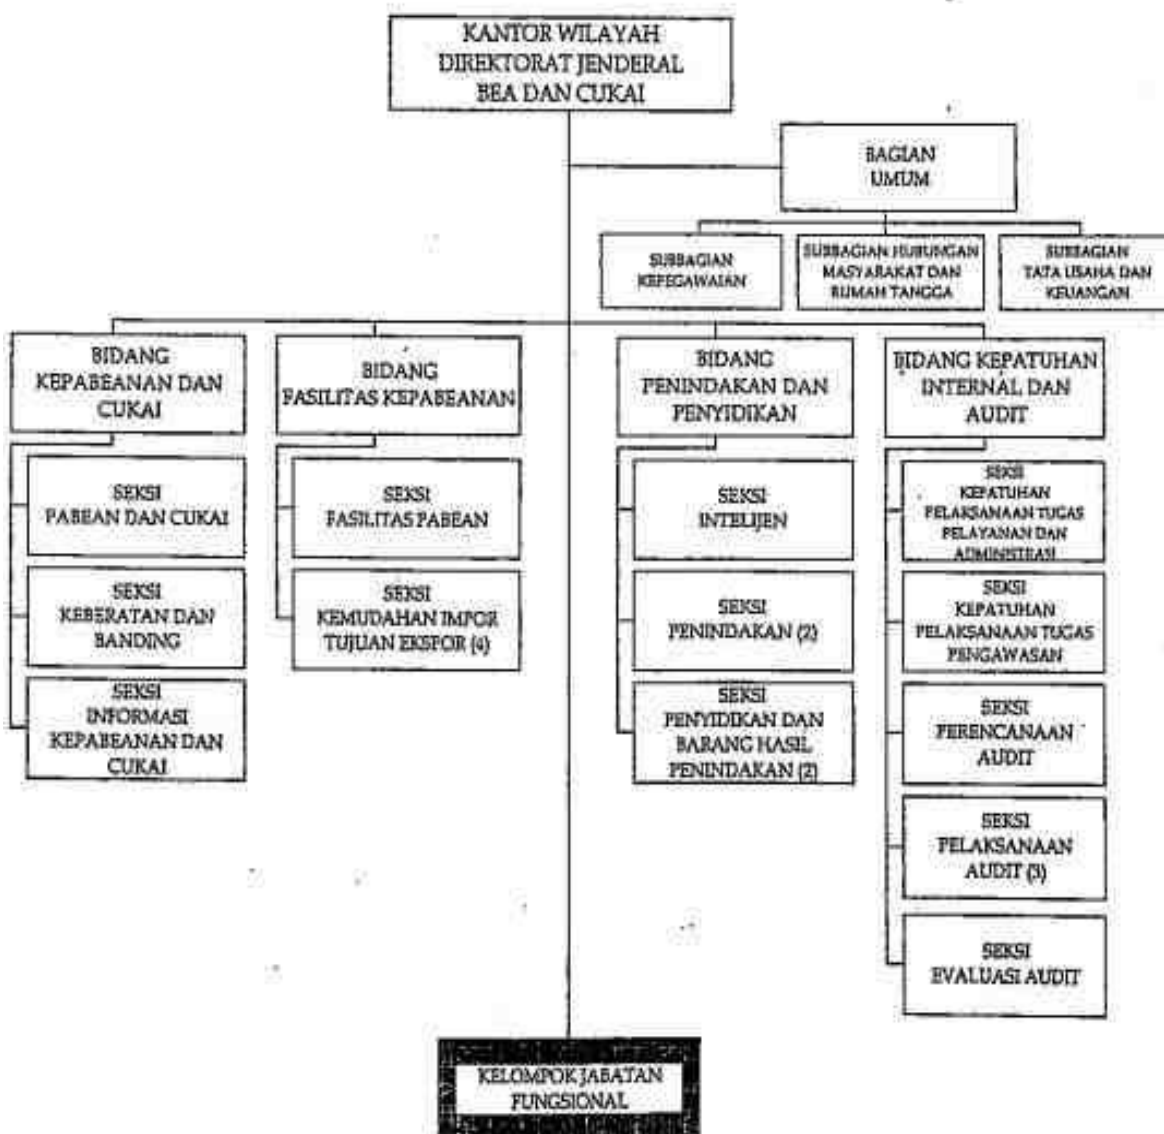 KANTOR WILAYAH
DIREKTORAT JENDERAL
BEA DAN CUKAI
BAGIAN
UMUM
SUBBAGIAN
KEPEGAWAIAN
SUBBAGIAN HUBUNGAN
MASYARAKAT DAN
RUMAH TANGGA
SUBBAGIAN
TATA USAHA DAN
KEUANGAN
BIDANG
KEPABEANAN DAN
CUKAI
BIDANG
FASILITAS KEPABEANAN
BIDANG
PENINDAKAN DAN
PENYIDIKAN
BIDANG KEPATUHAN
INTERNAL DAN
AUDIT
SEKSI
PABEAN DAN CUKAI
SEKSI
KEBERATAN DAN
BANDING
SEKSI
INFORMASI
KEPABEANAN DAN
CUKAI
SEKSI
FASILITAS PABEAN
SEKSI
KEMUDAHAN IMPOR
TUJUAN EKSPOR (4)
SEKSI
INTELIJEN
SEKSI
PENINDAKAN (2)
SEKSI
PENYIDIKAN DAN
BARANG HASIL
PENINDAKAN (2)
SEKSI
KEPATUHAN
PELAKSANAAN TUGAS
PELAYANAN DAN
ADMINISTRASI
SEKSI
KEPATUHAN
PELAKSANAAN TUGAS
PENGAWASAN
SEKSI
PERENCANAAN
AUDIT
SEKSI
PELAKSANAAN
AUDIT (3)
SEKSI
EVALUASI AUDIT
KELOMPOK JABATAN
FUNGSIONAL